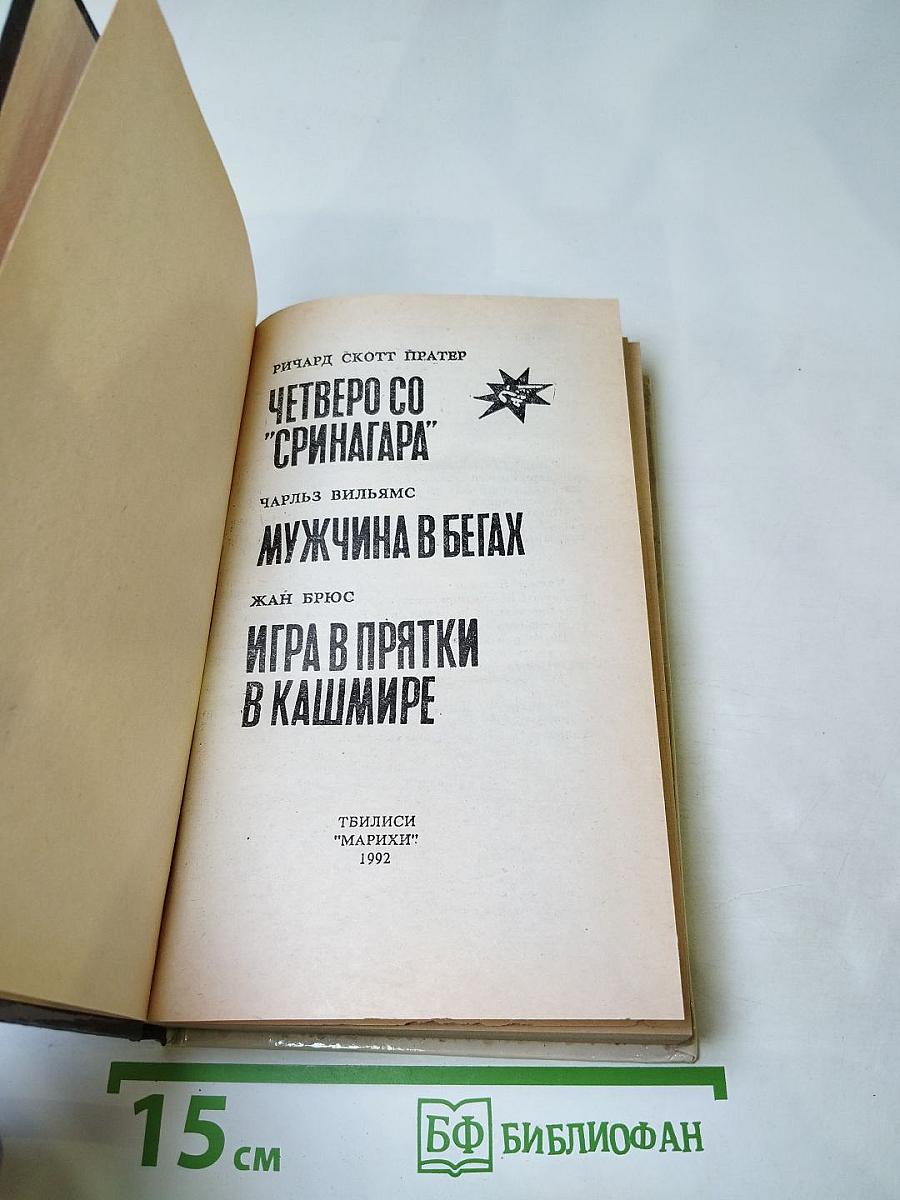 РИЧАРД СКОТТ ПРАТЕР
ЧЕТВЕРО СО
"СРИНАГАРА"
ЧАРЛЬЗ ВИЛЬЯМС
МУЖЧИНА В БЕГАХ
ЖАН БРЮС
ИГРА В ПРЯТКИ
В КАШМИРЕ
ТБИЛИСИ
"МАРИХИ"
1992
15 см
БФ БИБЛИОФАН